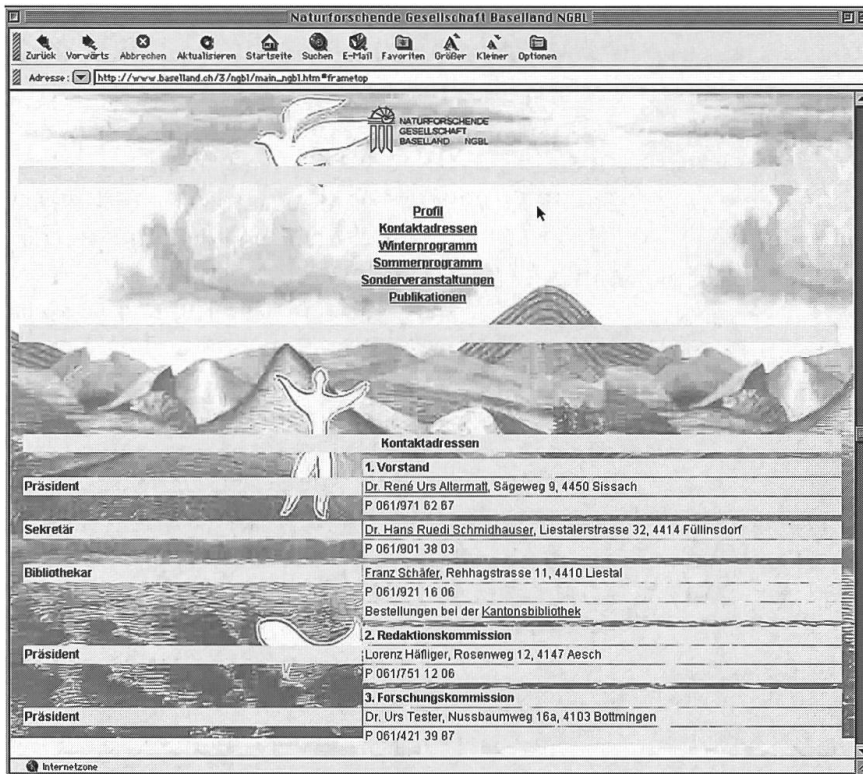 Naturforschende Gesellschaft Baselland NGBL
Zurück Vorwärts Abbrechen Aktualisieren Startseite Suchen E-Mail Favoriten Größer Kleiner Optionen
Adresse: http://www.baselland.ch/3/ngbl/main_ngbl.htm#frametop
NATURFORSCHENDE
GESELLSCHAFT
BASELLAND NGBL
Profil
Kontaktadressen
Winterprogramm
Sommerprogramm
Sonderveranstaltungen
Publikationen
Kontaktadressen
1. Vorstand
Präsident Dr. René Urs Altermatt, Sägeweg 9, 4450 Sissach
P 061/971 62 67
Sekretär Dr. Hans Ruedi Schmidhauser, Liestalerstrasse 32, 4414 Füllinsdorf
P 061/901 38 03
Bibliothekar Franz Schäfer, Rehhagstrasse 11, 4410 Liestal
P 061/921 16 06
Bestellungen bei der Kantonsbibliothek
2. Redaktionskommission
Präsident Lorenz Häfliger, Rosenweg 12, 4147 Aesch
P 061/751 12 06
3. Forschungskommission
Präsident Dr. Urs Tester, Nussbaumweg 16a, 4103 Bottmingen
P 061/421 39 87
Internetzone